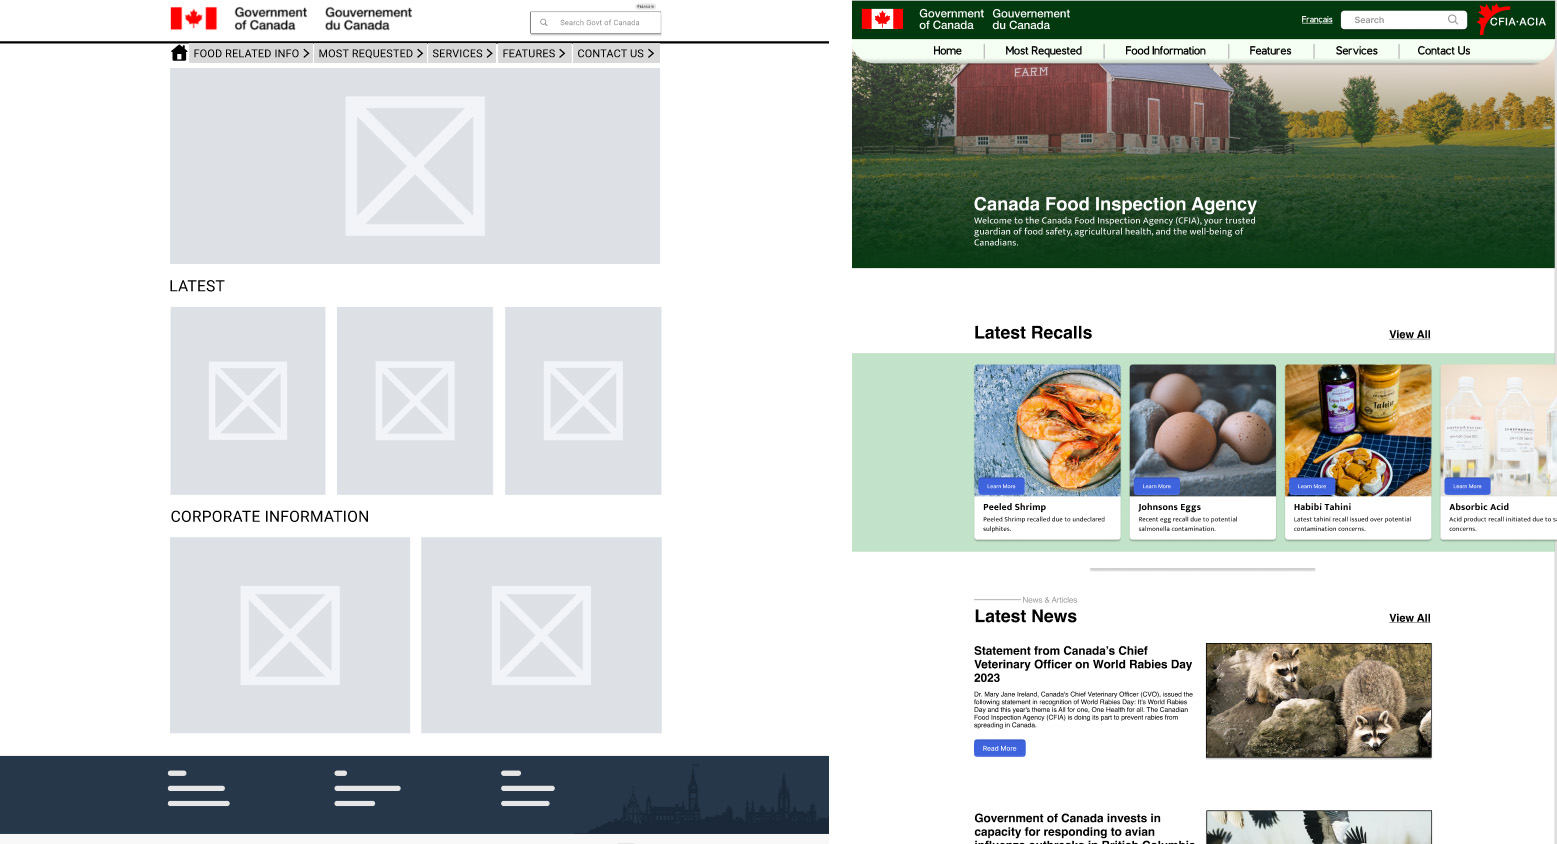 Government
of Canada
Gouvernement
du Canada
Français
Search Govt of Canada
FOOD RELATED INFO
MOST REQUESTED
SERVICES
FEATURES
CONTACT US
LATEST
CORPORATE INFORMATION
Government
of Canada
Gouvernement
du Canada
Français
Search
CFIA·ACIA
Home
Most Requested
Food Information
Features
Services
Contact Us
FARM
Canada Food Inspection Agency
Welcome to the Canada Food Inspection Agency (CFIA), your trusted
guardian of food safety, agricultural health, and the well-being of
Canadians.
Latest Recalls
View All
Learn More
Peeled Shrimp
Peeled Shrimp recalled due to undeclared
sulphites.
Learn More
Johnsons Eggs
Recent egg recall due to potential
salmonella contamination.
Learn More
Habibi Tahini
Latest tahini recall issued over potential
contamination concerns.
Learn More
Absorbic Acid
Acid product recall initiated due to
concerns.
News & Articles
Latest News
View All
Statement from Canada's Chief
Veterinary Officer on World Rabies Day
2023
Dr. Mary Jane Ireland, Canada's Chief Veterinary Officer (CVO), issued the
following statement in recognition of World Rabies Day: It's World Rabies
Day and this year's theme is All for one, One Health for all. The Canadian
Food Inspection Agency (CFIA) is doing its part to prevent rabies from
spreading in Canada.
Read More
Government of Canada invests in
capacity for responding to avian
influenza outbreaks in British Columbia